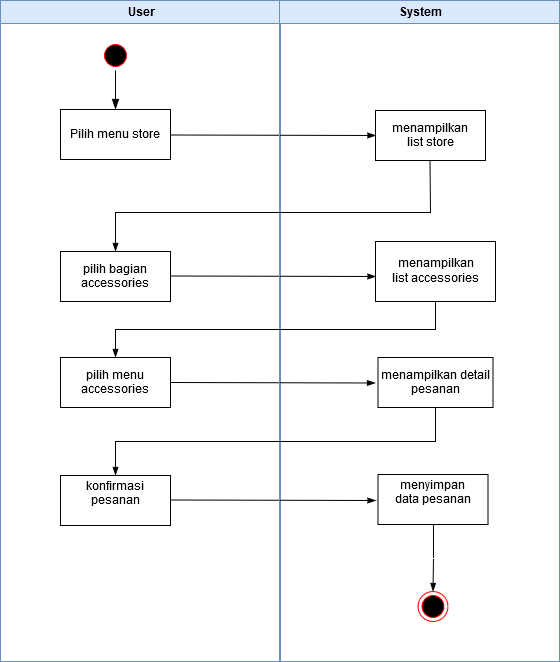 User
System
Pilih menu store
menampilkan
list store
pilih bagian
accessories
menampilkan
list accessories
pilih menu
accessories
menampilkan detail
pesanan
konfirmasi
pesanan
menyimpan
data pesanan